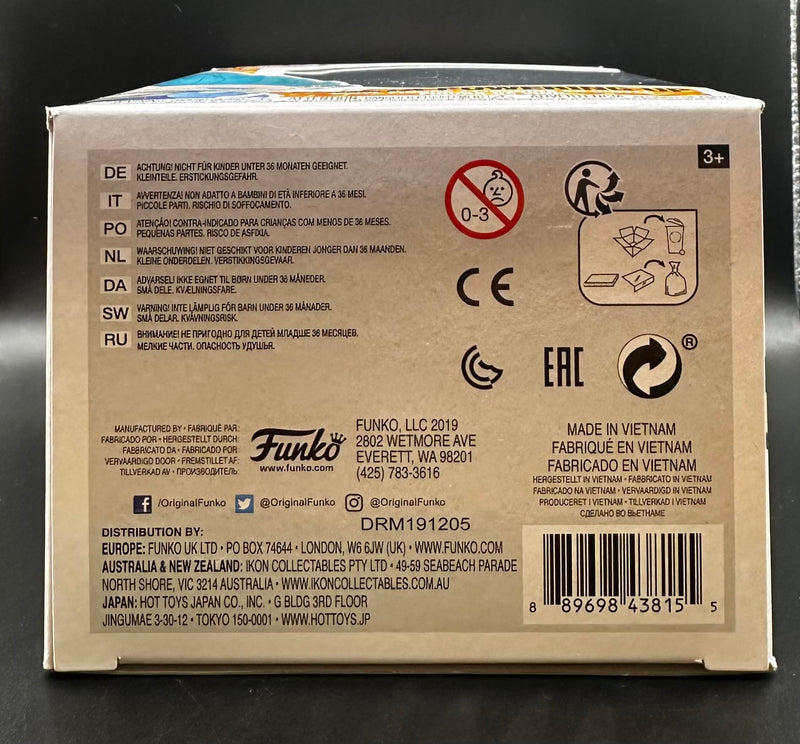 DE ACHTUNG! NICHT FÜR KINDER UNTER 36 MONATEN GEEIGNET.
KLEINTEILE. ERSTICKUNGSGEFAHR.
IT AVVERTENZA! NON ADATTO A BAMBINI DI ETÀ INFERIORE A 36 MESI.
PICCOLE PARTI. RISCHIO DI SOFFOCAMENTO.
PO ATENÇÃO! CONTRA-INDICADO PARA CRIANÇAS COM MENOS DE 36 MESES.
PEQUENAS PARTES. RISCO DE ASFIXIA.
NL WAARSCHUWING! NIET GESCHIKT VOOR KINDEREN JONGER DAN 36 MAANDEN.
KLEINE ONDERDELEN. VERSTIKKINGSGEVAAR.
DA ADVARSEL! IKKE EGNET TIL BØRN UNDER 36 MÅNEDER.
SMÅ DELE. KVÆLNINGSFARE.
SW VARNING! INTE LÄMPLIG FÖR BARN UNDER 36 MÅNADER.
SMÅ DELAR. KVÄVNINGSRISK.
RU ВНИМАНИЕ! НЕ ПРИГОДНО ДЛЯ ДЕТЕЙ МЛАДШЕ 36 МЕСЯЦЕВ.
МЕЛКИЕ ЧАСТИ. ОПАСНОСТЬ УДУШЬЯ.
0-3
3+
CE
EAC
®
MANUFACTURED BY • FABRIQUÉ PAR:
FABRICADO POR • HERGESTELLT DURCH:
FABBRICATO DA • FABRICADO POR:
VERVAARDIGD DOOR • FREMSTILLET AF:
TILLVERKAD AV • ПРОИЗВОДИТЕЛЬ:
Funko
www.funko.com
FUNKO, LLC 2019
2802 WETMORE AVE
EVERETT, WA 98201
(425) 783-3616
MADE IN VIETNAM
FABRIQUÉ EN VIETNAM
FABRICADO EN VIETNAM
HERGESTELLT IN VIETNAM • FABBRICATO IN VIETNAM
FABRICADO NA VIETNAM • VERVAARDIGD IN VIETNAM
PRODUCERET I VIETNAM • TILLVERKAD I VIETNAM
СДЕЛАНО ВО ВЬЕТНАМЕ
/OriginalFunko @OriginalFunko @OriginalFunko
DRM191205
DISTRIBUTION BY:
EUROPE: FUNKO UK LTD • PO BOX 74644 • LONDON, W6 6JW (UK) • WWW.FUNKO.COM
AUSTRALIA & NEW ZEALAND: IKON COLLECTABLES PTY LTD • 49-59 SEABEACH PARADE
NORTH SHORE, VIC 3214 AUSTRALIA • WWW.IKONCOLLECTABLES.COM.AU
JAPAN: HOT TOYS JAPAN CO., INC. • G BLDG 3RD FLOOR
JINGUMAE 3-30-12 • TOKYO 150-0001 • WWW.HOTTOYS.JP
8 89698 43815 5